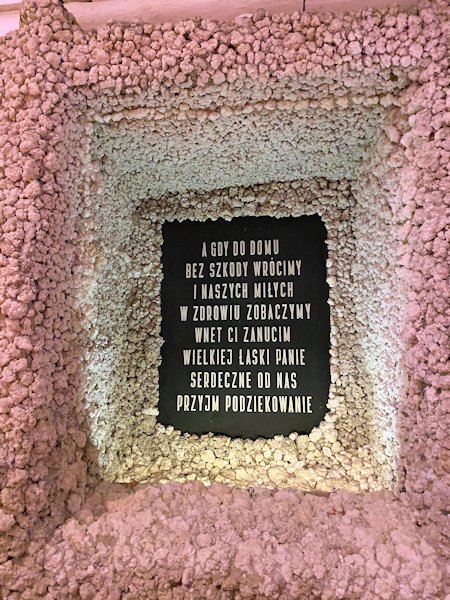 A GDY DO DOMU
BEZ SZKODY WRÓCIMY
I NASZYCH MIŁYCH
W ZDROWIU ZOBACZYMY
WNET CI ZANUCIM
WIELKIEJ ŁASKI PANIE
SERDECZNE OD NAS
PRZYJM PODZIEKOWANIE